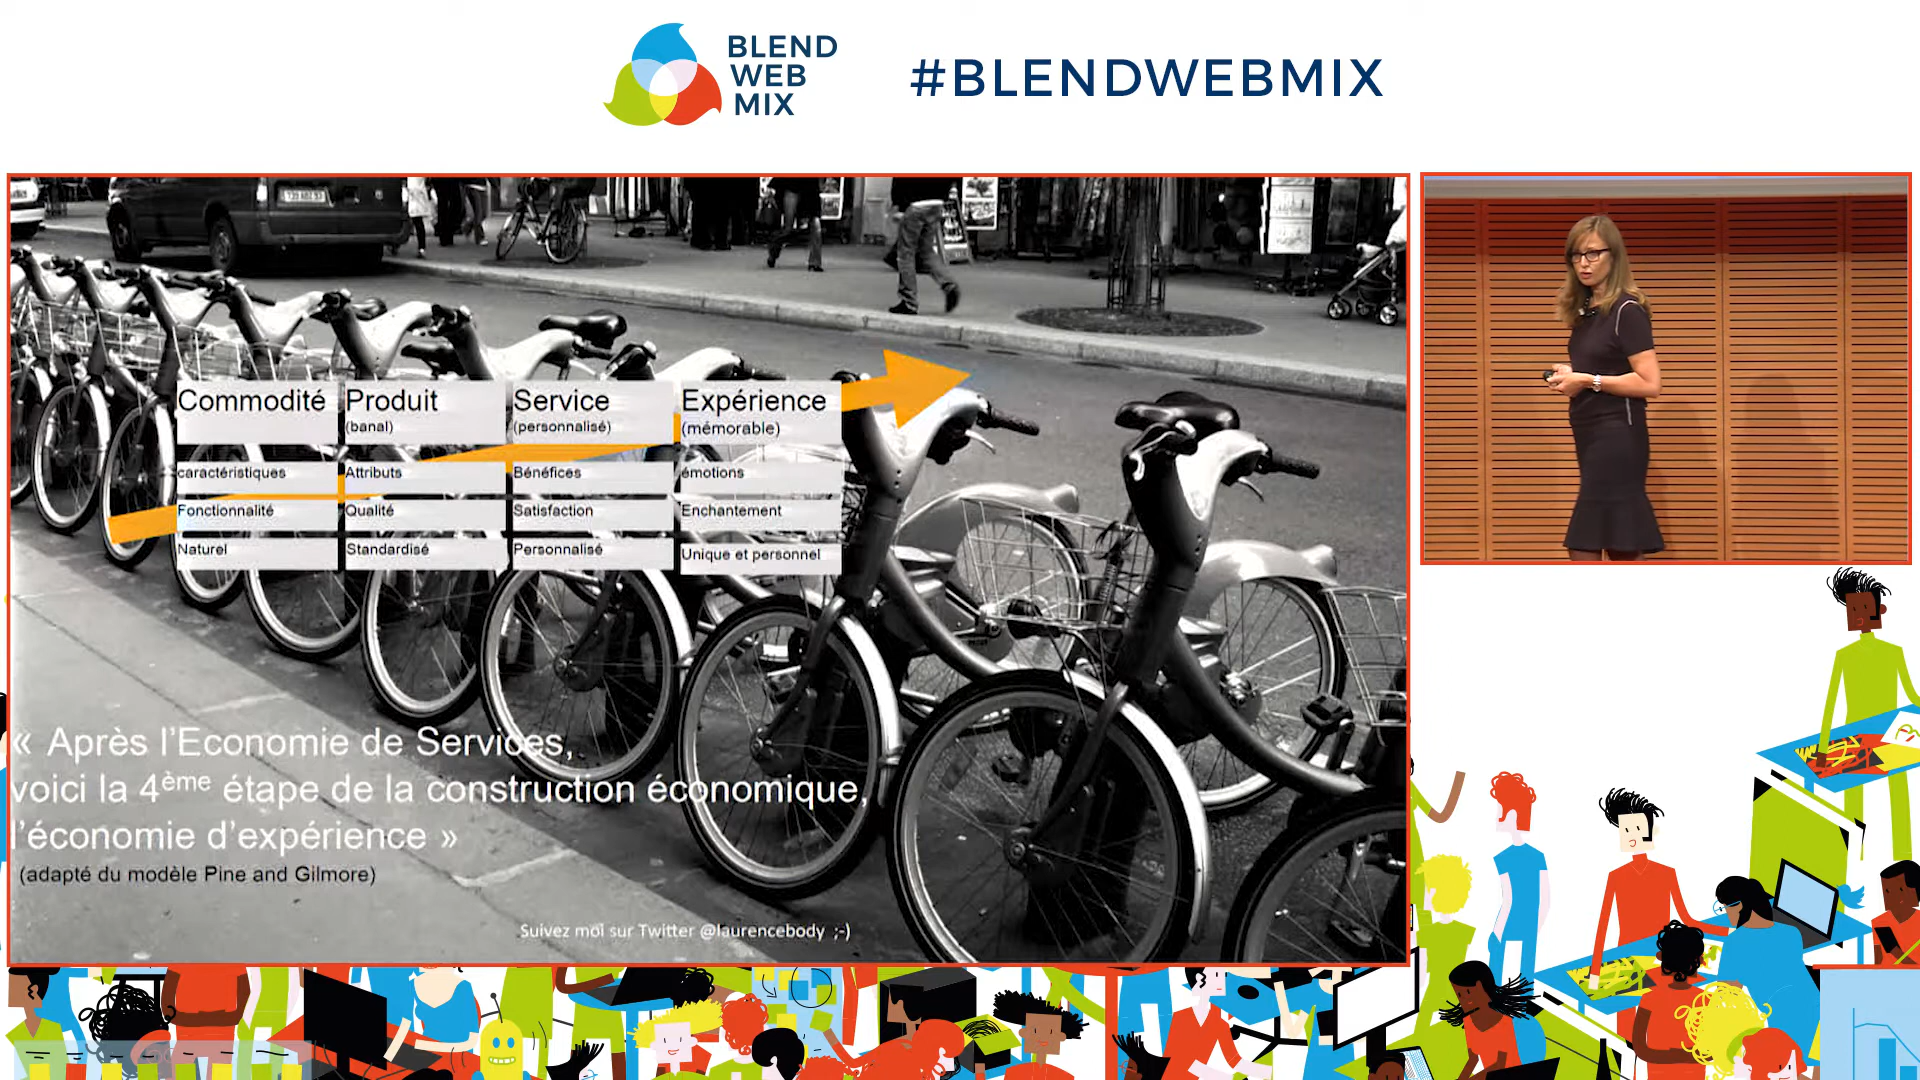 BLEND
WEB
MIX
#BLENDWEBMIX
Commodité Produit Service Expérience
(banal) (personnalisé) (mémorable)
caractéristiques Attributs Bénéfices émotions
Fonctionnalité Qualité Satisfaction Enchantement
Naturel Standardisé Personnalisé Unique et personnel
« Après l’Economie de Services,
voici la 4ème étape de la construction économique,
l’économie d’expérience »
(adapté du modèle Pine and Gilmore)
Suivez moi sur Twitter @laurencebody ;-)